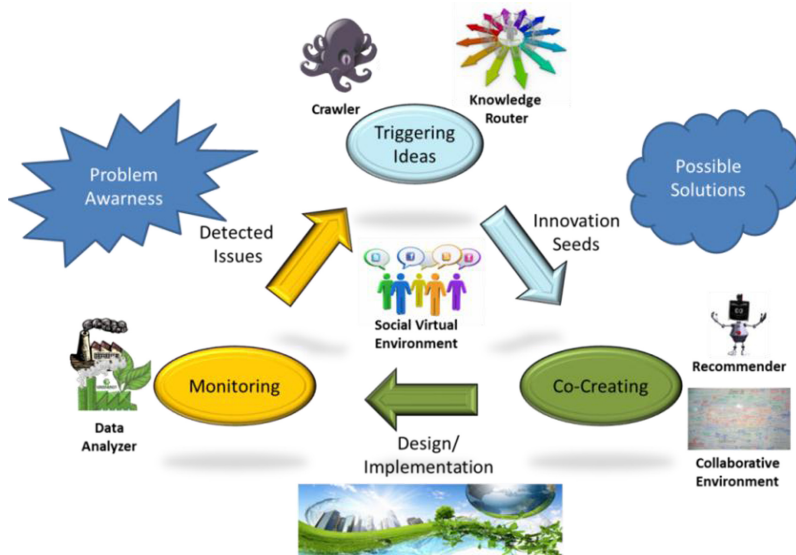 Crawler
Knowledge
Router
Triggering
Ideas
Problem
Awarness
Possible
Solutions
Detected
Issues
Innovation
Seeds
Social Virtual
Environment
Monitoring
Co-Creating
Recommender
Data
Analyzer
Design/
Implementation
Collaborative
Environment